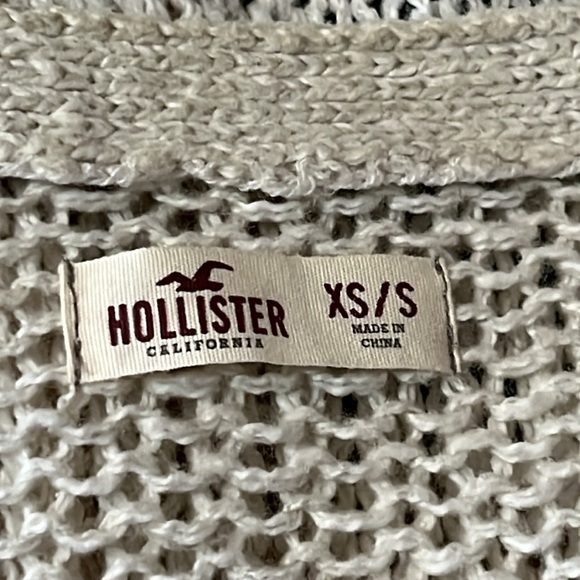 HOLLISTER
CALIFORNIA
XS/S
MADE IN
CHINA